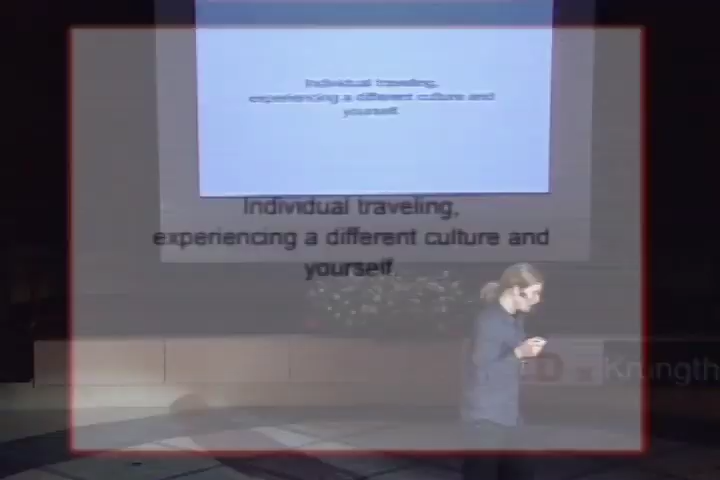 Individual traveling,
experiencing a different culture and
yourself.
Individual traveling,
experiencing a different culture and
yourself.
Krungth